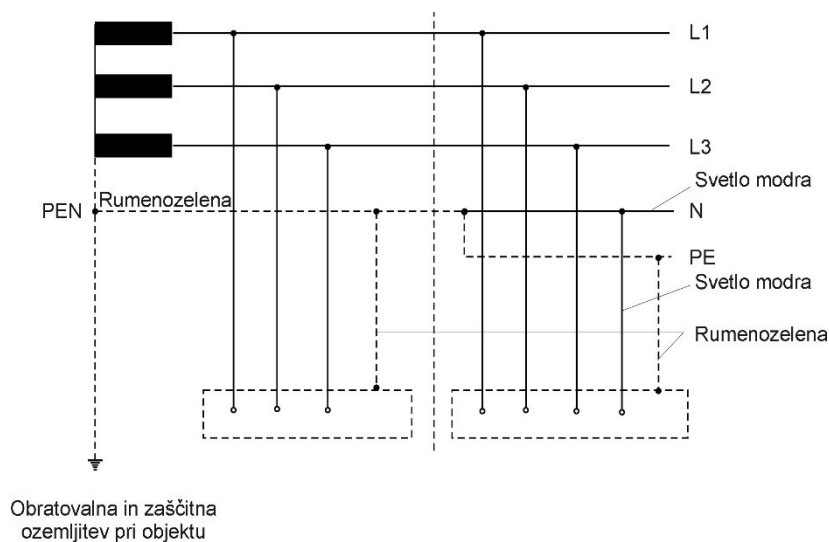 L1
L2
L3
Svetlo modra
PEN
Rumenozelena
N
PE
Svetlo modra
Rumenozelena
Obratovalna in zaščitna
ozemljitev pri objektu